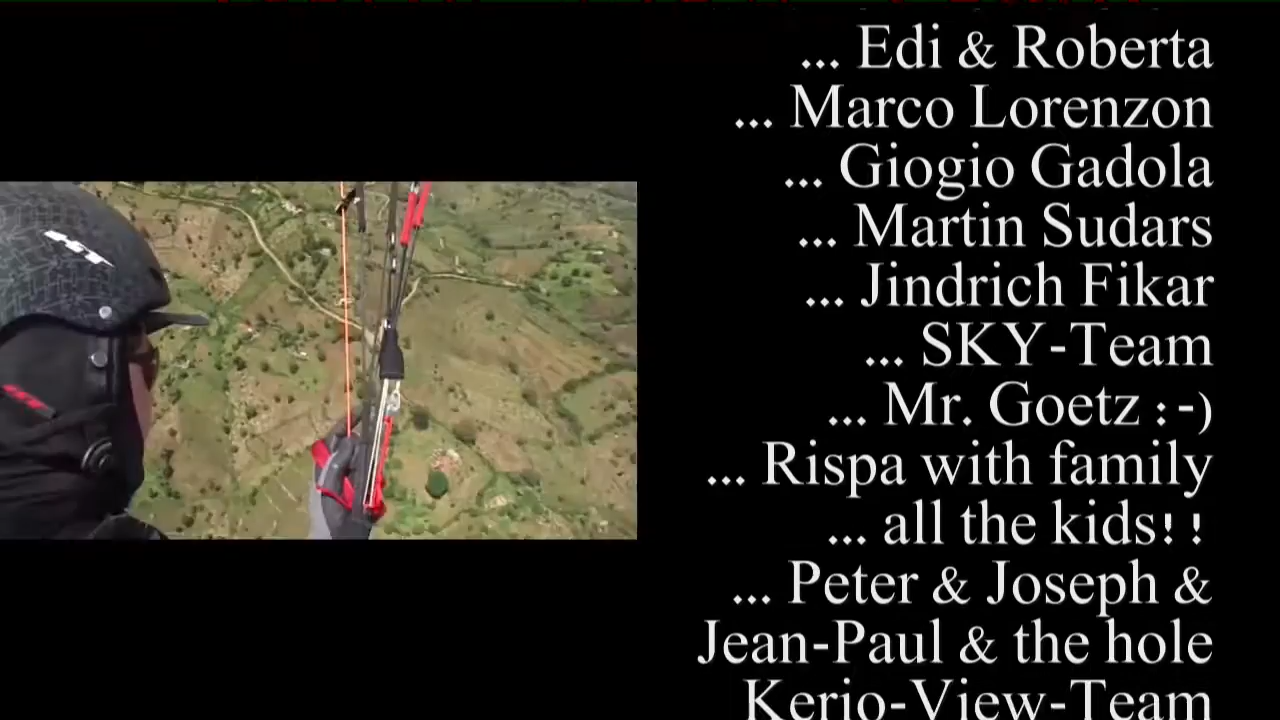 ... Edi & Roberta
... Marco Lorenzon
... Giogio Gadola
... Martin Sudars
... Jindrich Fikar
... SKY-Team
... Mr. Goetz :-)
... Rispa with family
... all the kids!!
... Peter & Joseph &
Jean-Paul & the hole
Kerio-View-Team